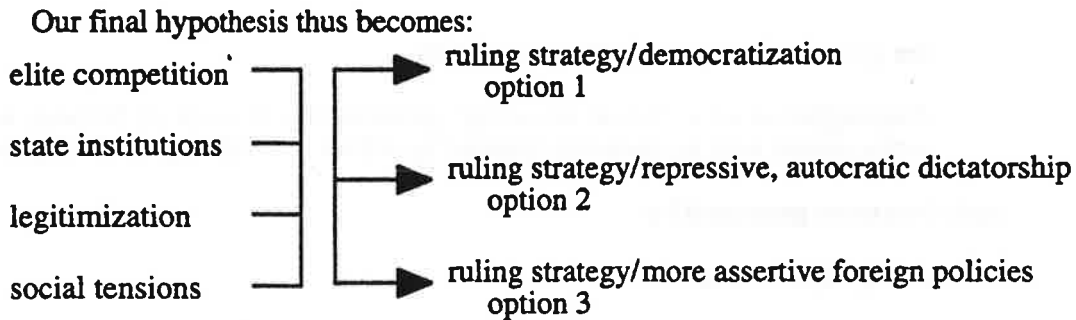 Our final hypothesis thus becomes:
elite competition
ruling strategy/democratization
option 1
state institutions
ruling strategy/repressive, autocratic dictatorship
option 2
legitimization
social tensions
ruling strategy/more assertive foreign policies
option 3